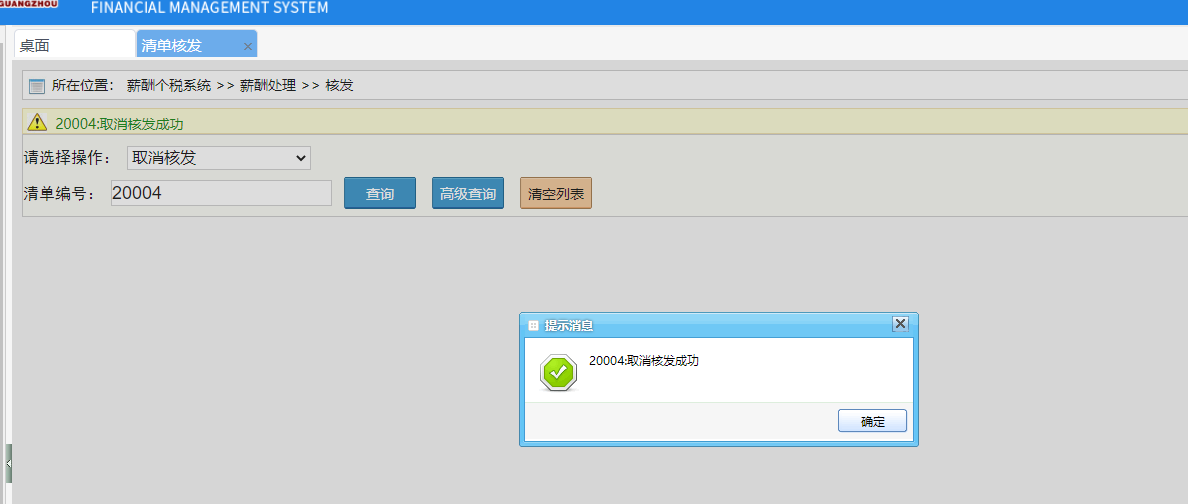 GUANGZHOU
FINANCIAL MANAGEMENT SYSTEM
桌面
清单核发
所在位置： 薪酬个税系统 >> 薪酬处理 >> 核发
20004:取消核发成功
请选择操作： 取消核发
清单编号： 20004 查询 高级查询 清空列表
提示消息
20004:取消核发成功
确定